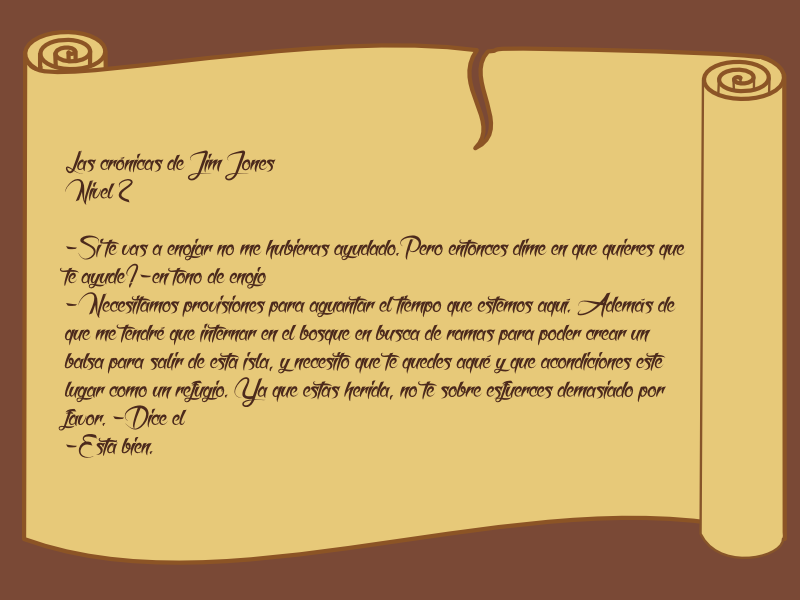 Las crónicas de Jim Jones
Nivel 2
-Si te vas a enojar no me hubieras ayudado.Pero entonces dime en que quieres que
te ayude?-en tono de enojo
-Necesitamos provisiones para aguantar el tiempo que estemos aquí. Además de
que me tendré que internar en el bosque en busca de ramas para poder crear un
balsa para salir de esta isla, y necesito que te quedes aqué y que acondiciones este
lugar como un refugio. Ya que estás herida, no te sobre esfuerces demasiado por
favor. -Dice el
-Está bien.